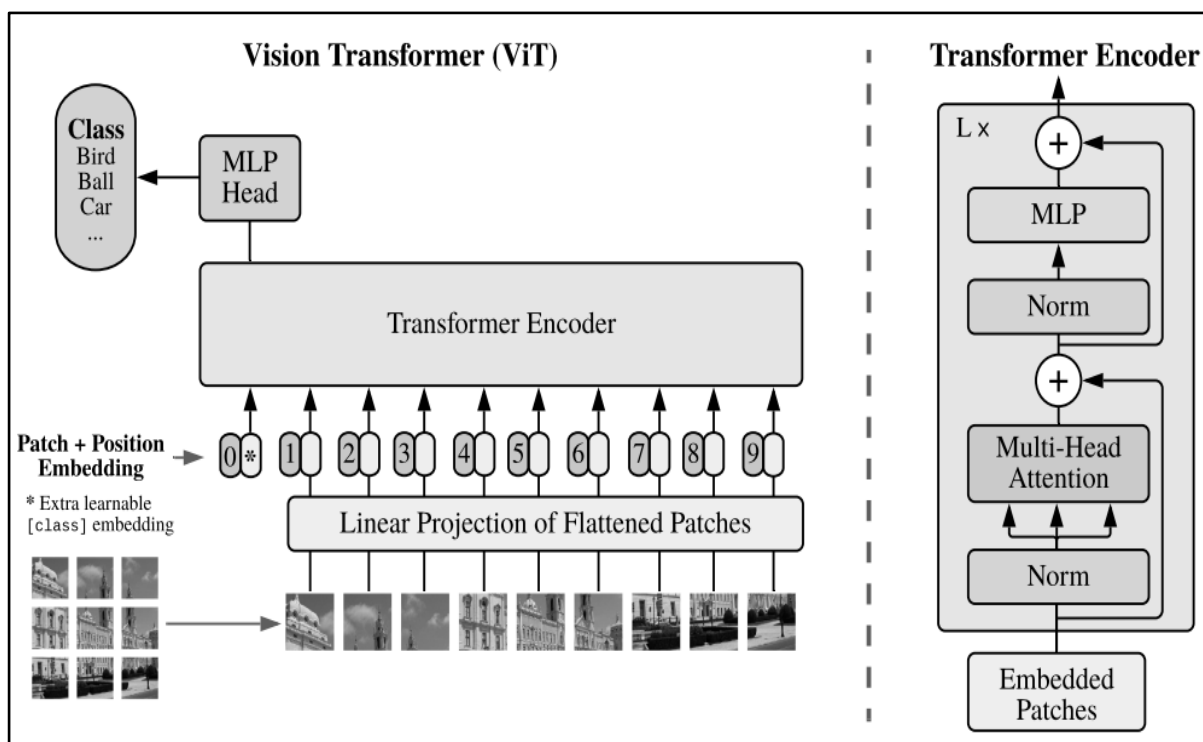 Vision Transformer (ViT)
Class
Bird
Ball
Car
...
MLP
Head
Transformer Encoder
Patch + Position
Embedding
0 * 1 2 3 4 5 6 7 8 9
* Extra learnable
[class] embedding
Linear Projection of Flattened Patches
Transformer Encoder
L ×
+
MLP
Norm
+
Multi-Head
Attention
Norm
Embedded
Patches